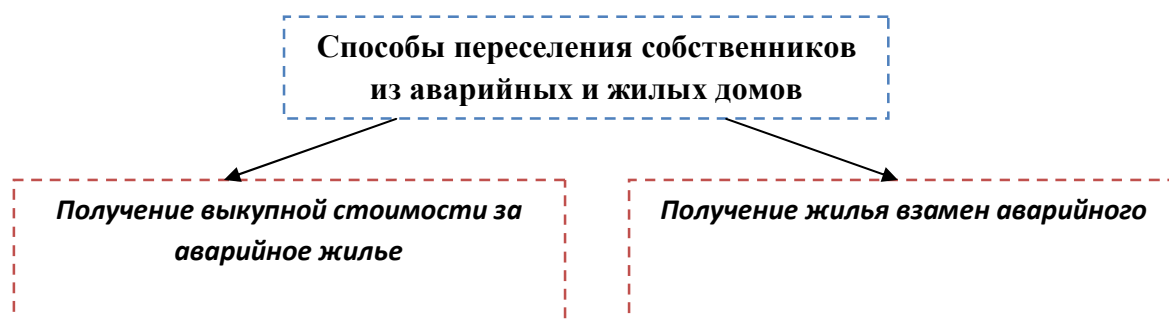 Способы переселения собственников
из аварийных и жилых домов
Получение выкупной стоимости за
аварийное жилье
Получение жилья взамен аварийного